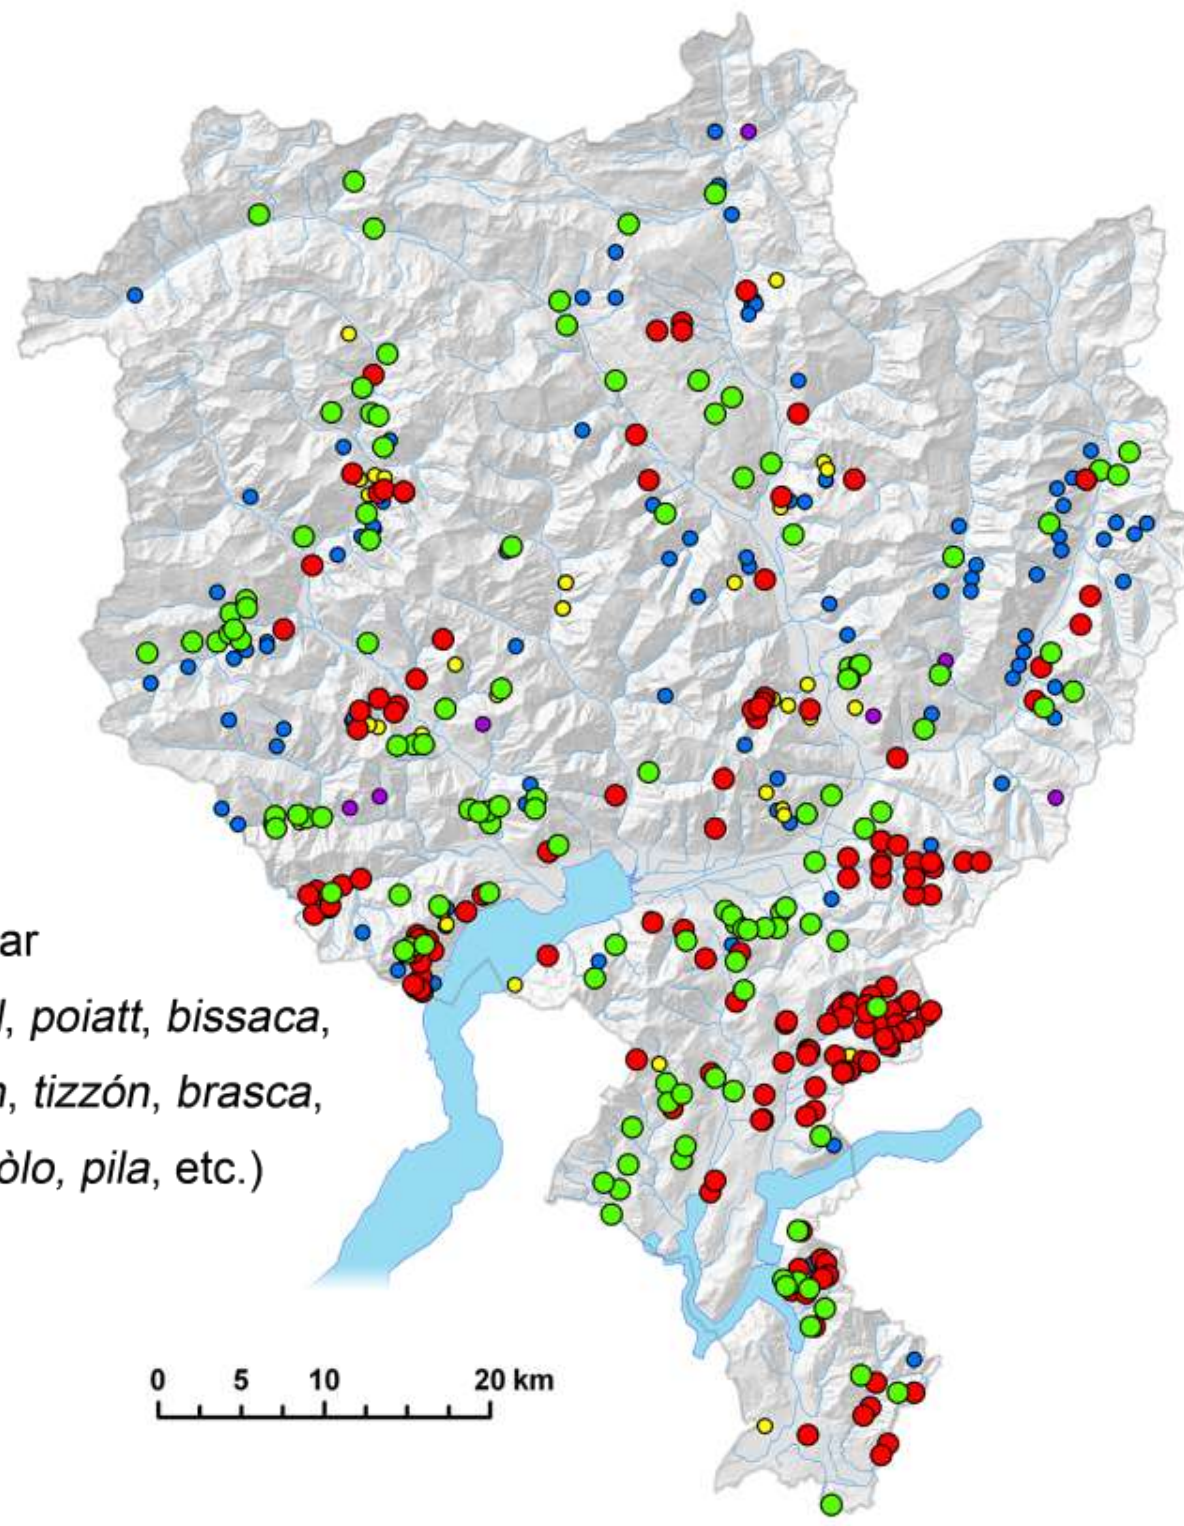 ar
l, poiatt, bissaca,
n, tizzón, brasca,
òlo, pila, etc.)
0 5 10 20 km